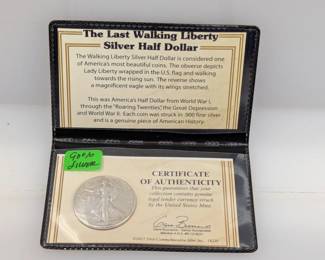 The Last Walking Liberty
Silver Half Dollar
The Walking Liberty Silver Half Dollar is considered one
of America's most beautiful coins. The obverse depicts
Lady Liberty wrapped in the U.S. flag and walking
towards the rising sun. The reverse shows
a magnificent eagle with its wings stretched.
This was America's Half Dollar from World War I,
through the "Roaring Twenties", the Great Depression
and World War II. Each coin was struck in .900 fine silver
and is a genuine piece of American History.
90%
SILVER
CERTIFICATE
OF AUTHENTICITY
This guarantees that your
collection contains genuine
legal tender currency struck
by the United States Mint.